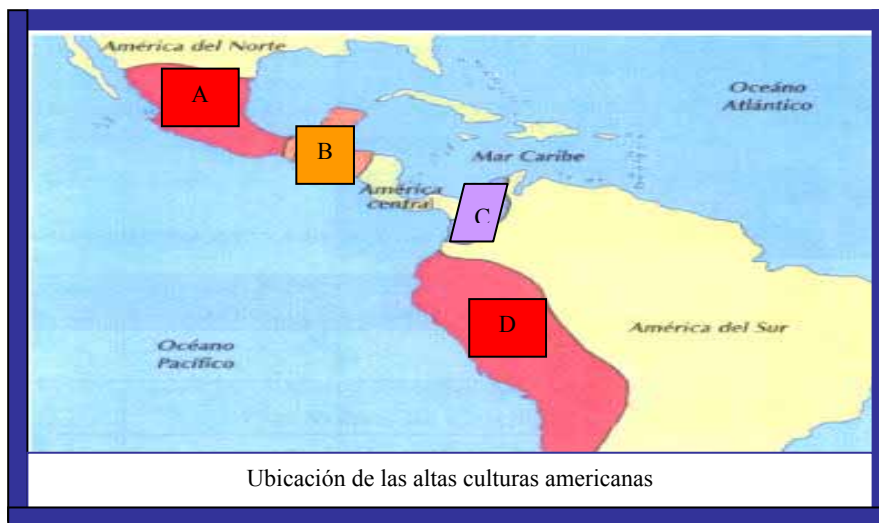 América del Norte
A
Oceáno
Atlántico
B
Mar Caribe
América
central
C
D
América del Sur
Océano
Pacífico
Ubicación de las altas culturas americanas